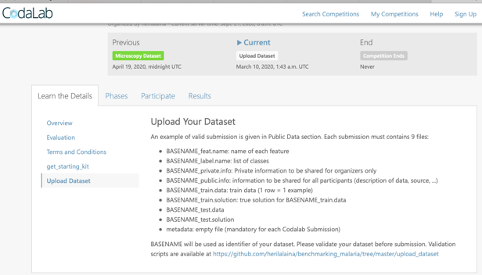 CodaLab
Search Competitions My Competitions Help Sign Up
Previous
Current
End
Microscopy Dataset
Upload Dataset
Competition Ends
April 19, 2020, midnight UTC
March 10, 2020, 1:43 a.m. UTC
Never
Learn the Details Phases Participate Results
Overview
Evaluation
Terms and Conditions
get_starting_kit
Upload Dataset
Upload Your Dataset
An example of valid submission is given in Public Data section. Each submission must contains 9 files:
BASENAME_feat.name: name of each feature
BASENAME_label.name: list of classes
BASENAME_private.info: Private information to be shared for organizers only
BASENAME_public.info: information to be shared for all participants (description of data, source, ...)
BASENAME_train.data: train data (1 row = 1 example)
BASENAME_train.solution: true solution for BASENAME_train.data
BASENAME_test.data
BASENAME_test.solution
metadata: empty file (mandatory for each Codalab Submission)
BASENAME will be used as identifier of your dataset. Please validate your dataset before submission. Validation
scripts are available at https://github.com/herilalaina/benchmarking_malaria/tree/master/upload_dataset